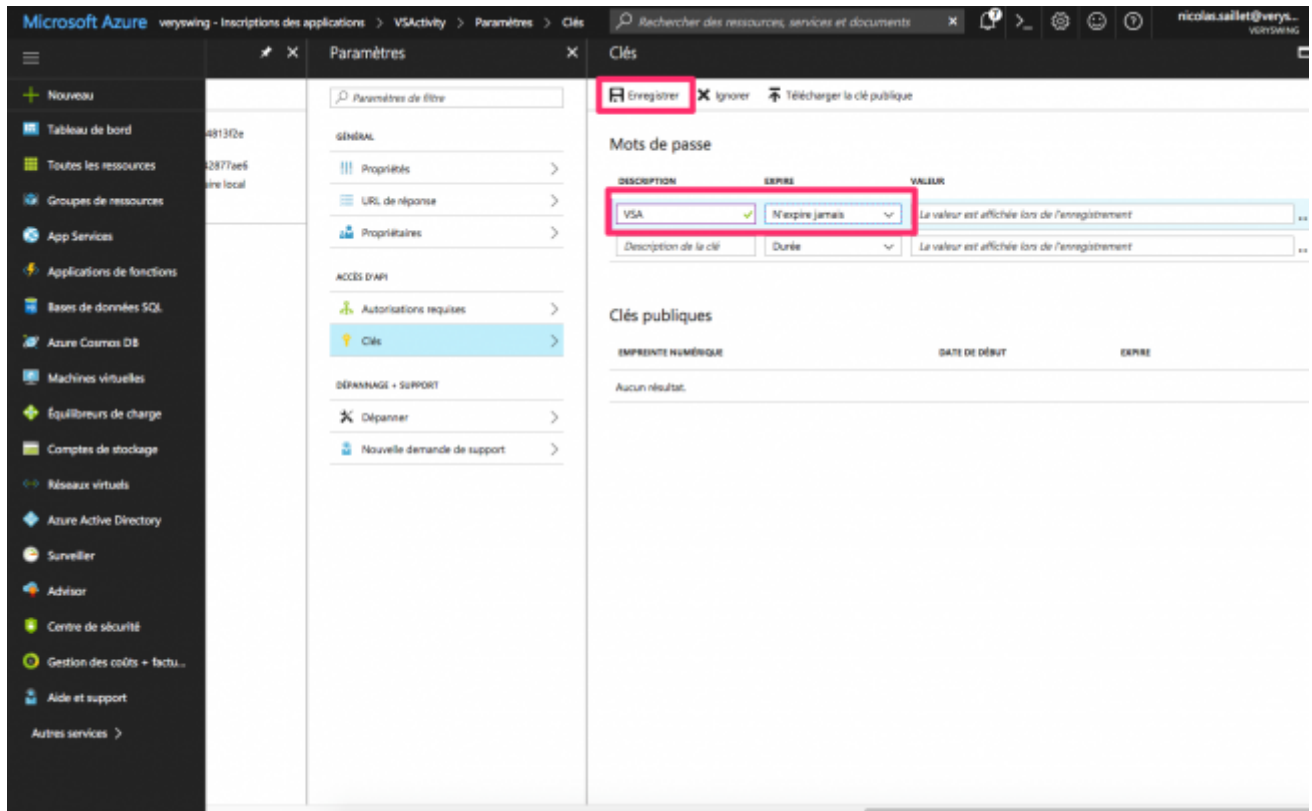 Microsoft Azure veryswing - Inscriptions des applications > VSActivity > Paramètres > Clés
Rechercher des ressources, services et documents
nicolas.saillet@verys...
VERYSWING
Nouveau
Tableau de bord
Toutes les ressources
Groupes de ressources
App Services
Applications de fonctions
Bases de données SQL
Azure Cosmos DB
Machines virtuelles
Équilibreurs de charge
Comptes de stockage
Réseaux virtuels
Azure Active Directory
Surveiller
Advisor
Centre de sécurité
Gestion des coûts + factu...
Aide et support
Autres services >
4813f2e
42877ae6
aire local
Paramètres
Paramètres de filtre
GÉNÉRAL
Propriétés
URL de réponse
Propriétaires
ACCÈS D'API
Autorisations requises
Clés
DÉPANNAGE + SUPPORT
Dépanner
Nouvelle demande de support
Clés
Enregistrer Ignorer Télécharger la clé publique
Mots de passe
DESCRIPTION EXPIRE VALEUR
VSA N'expire jamais La valeur est affichée lors de l'enregistrement ...
Description de la clé Durée La valeur est affichée lors de l'enregistrement ...
Clés publiques
EMPREINTE NUMÉRIQUE DATE DE DÉBUT EXPIRE
Aucun résultat.